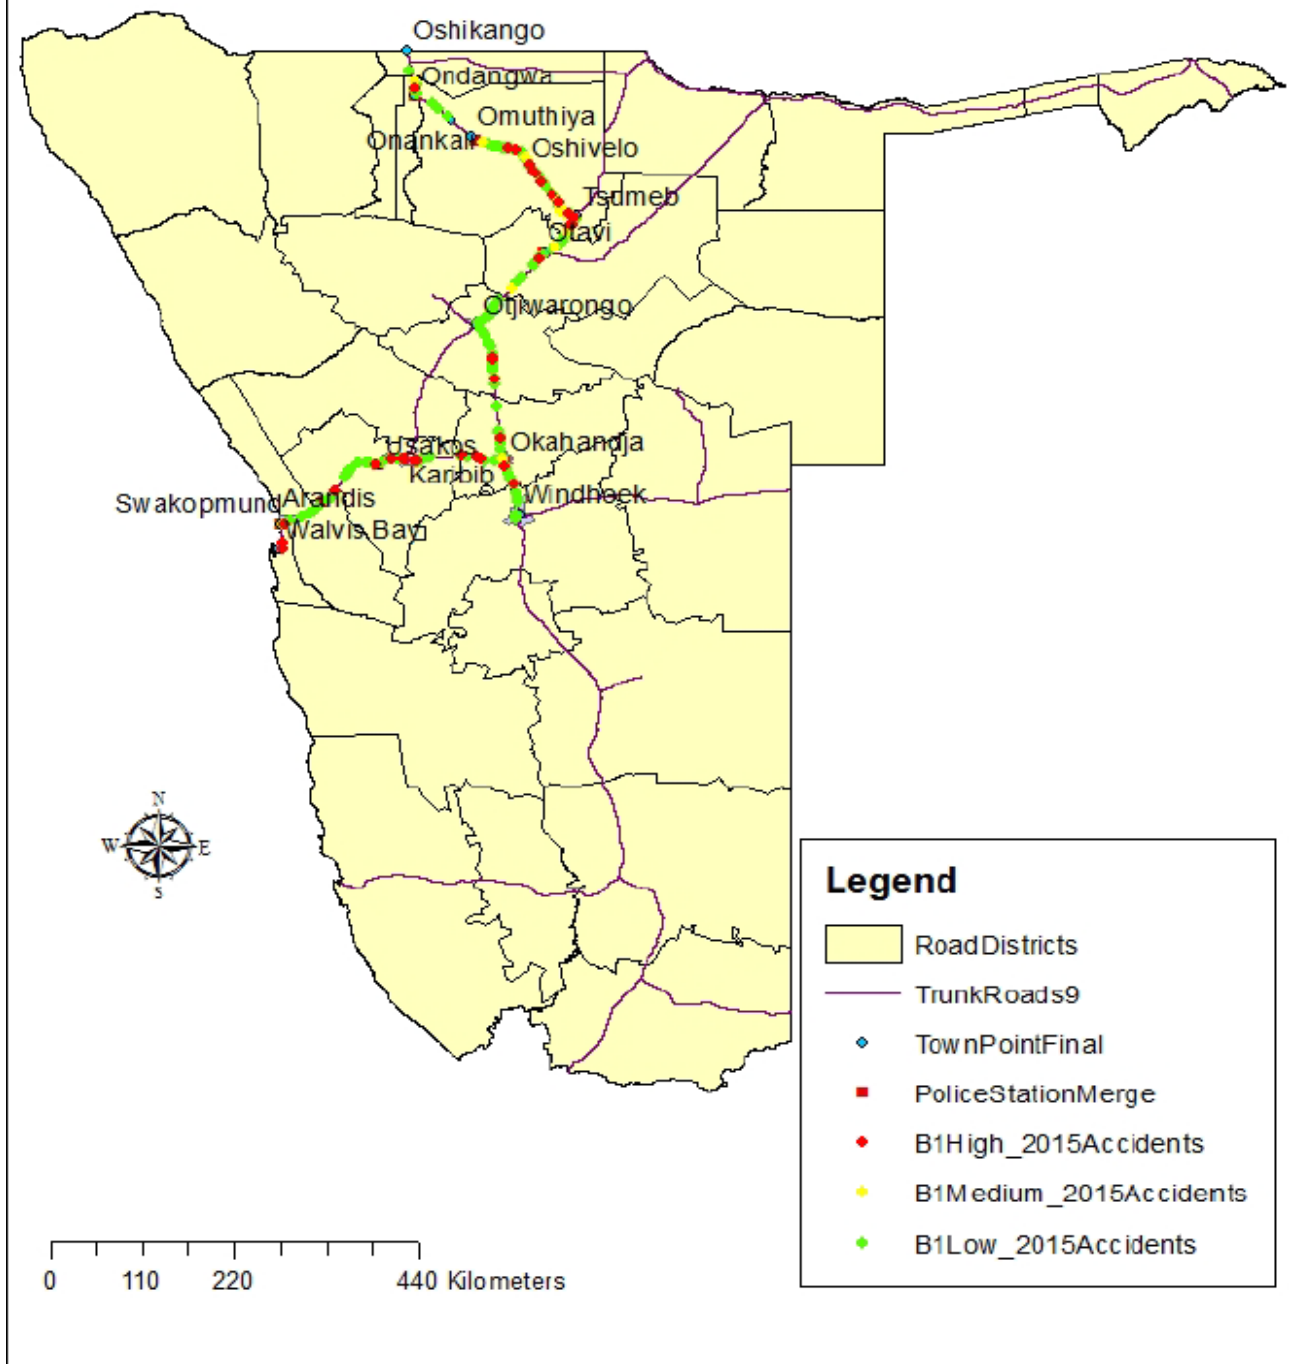 Oshikango
Ondangwa
Omuthiya
Onankali
Oshivelo
Tsumeb
Otavi
Otjiwarongo
Usakos
Okahandja
Karibib
Windhoek
Swakopmund
Arandis
Walvis Bay
N
W
E
S
Legend
RoadDistricts
TrunkRoads9
TownPointFinal
PoliceStationMerge
B1High_2015Accidents
B1Medium_2015Accidents
B1Low_2015Accidents
0 110 220 440 Kilometers